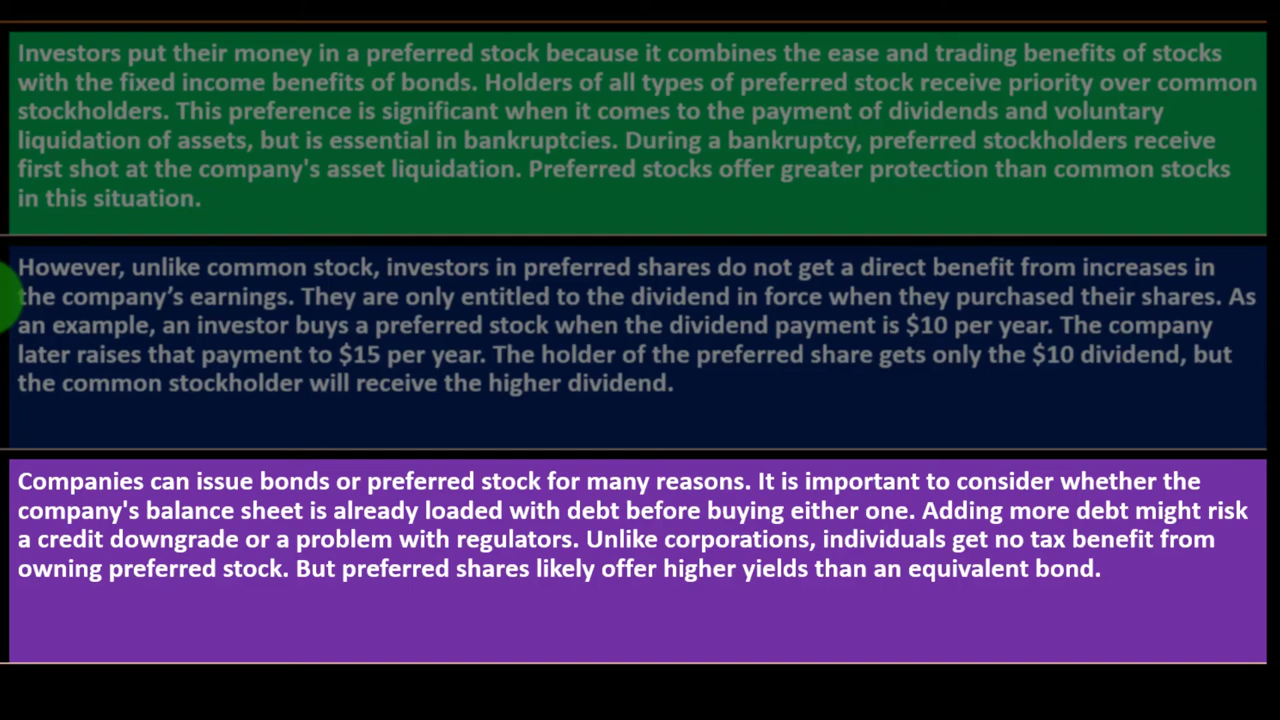 Investors put their money in a preferred stock because it combines the ease and trading benefits of stocks
with the fixed income benefits of bonds. Holders of all types of preferred stock receive priority over common
stockholders. This preference is significant when it comes to the payment of dividends and voluntary
liquidation of assets, but is essential in bankruptcies. During a bankruptcy, preferred stockholders receive
first shot at the company's asset liquidation. Preferred stocks offer greater protection than common stocks
in this situation.
However, unlike common stock, investors in preferred shares do not get a direct benefit from increases in
the company’s earnings. They are only entitled to the dividend in force when they purchased their shares. As
an example, an investor buys a preferred stock when the dividend payment is $10 per year. The company
later raises that payment to $15 per year. The holder of the preferred share gets only the $10 dividend, but
the common stockholder will receive the higher dividend.
Companies can issue bonds or preferred stock for many reasons. It is important to consider whether the
company's balance sheet is already loaded with debt before buying either one. Adding more debt might risk
a credit downgrade or a problem with regulators. Unlike corporations, individuals get no tax benefit from
owning preferred stock. But preferred shares likely offer higher yields than an equivalent bond.